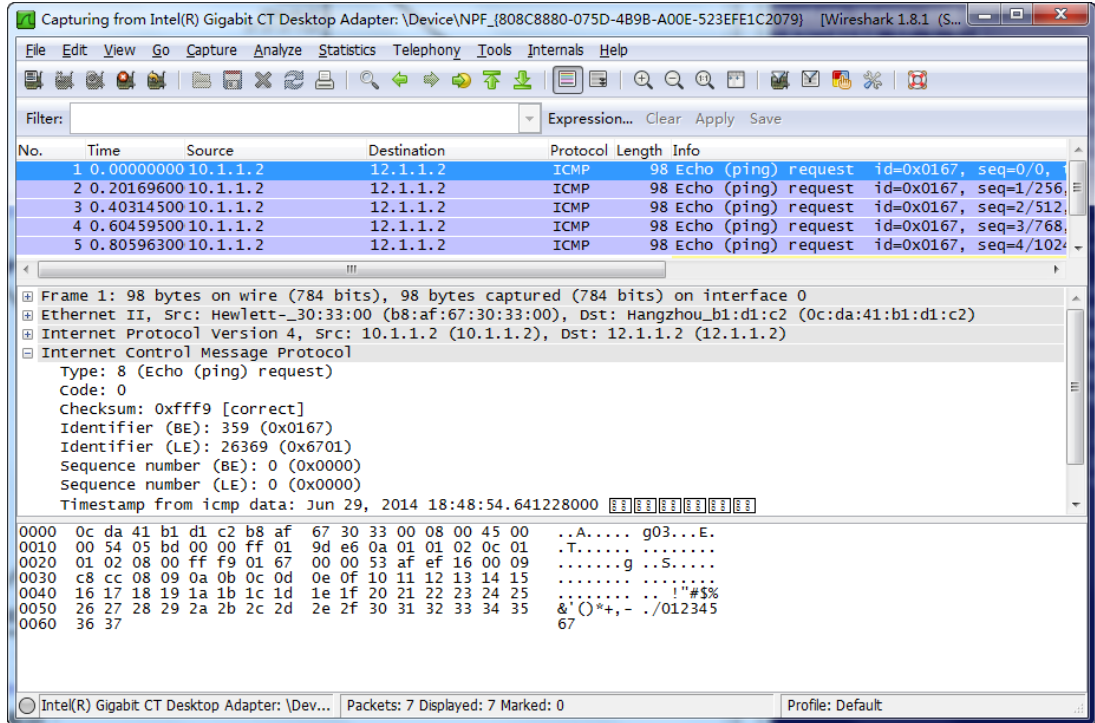 Capturing from Intel(R) Gigabit CT Desktop Adapter: \Device\NPF_{808C8880-075D-4B9B-A00E-523EFE1C2079} [Wireshark 1.8.1 (S...
File Edit View Go Capture Analyze Statistics Telephony Tools Internals Help
Filter: Expression... Clear Apply Save
No. Time Source Destination Protocol Length Info
1 0.00000000 10.1.1.2 12.1.1.2 ICMP 98 Echo (ping) request id=0x0167, seq=0/0,
2 0.20169600 10.1.1.2 12.1.1.2 ICMP 98 Echo (ping) request id=0x0167, seq=1/256,
3 0.40314500 10.1.1.2 12.1.1.2 ICMP 98 Echo (ping) request id=0x0167, seq=2/512,
4 0.60459500 10.1.1.2 12.1.1.2 ICMP 98 Echo (ping) request id=0x0167, seq=3/768,
5 0.80596300 10.1.1.2 12.1.1.2 ICMP 98 Echo (ping) request id=0x0167, seq=4/1024
Frame 1: 98 bytes on wire (784 bits), 98 bytes captured (784 bits) on interface 0
Ethernet II, Src: Hewlett-_30:33:00 (b8:af:67:30:33:00), Dst: Hangzhou_b1:d1:c2 (0c:da:41:b1:d1:c2)
Internet Protocol Version 4, Src: 10.1.1.2 (10.1.1.2), Dst: 12.1.1.2 (12.1.1.2)
Internet Control Message Protocol
Type: 8 (Echo (ping) request)
Code: 0
Checksum: 0xfff9 [correct]
Identifier (BE): 359 (0x0167)
Identifier (LE): 26369 (0x6701)
Sequence number (BE): 0 (0x0000)
Sequence number (LE): 0 (0x0000)
Timestamp from icmp data: Jun 29, 2014 18:48:54.641228000
0000 0c da 41 b1 d1 c2 b8 af 67 30 33 00 08 00 45 00 ..A..... g03...E.
0010 00 54 05 bd 00 00 ff 01 9d e6 0a 01 01 02 0c 01 .T...... ........
0020 01 02 08 00 ff f9 01 67 00 00 53 af ef 16 00 09 .......g ..S.....
0030 c8 cc 08 09 0a 0b 0c 0d 0e 0f 10 11 12 13 14 15 ........ ........
0040 16 17 18 19 1a 1b 1c 1d 1e 1f 20 21 22 23 24 25 ........ .. !"#$%
0050 26 27 28 29 2a 2b 2c 2d 2e 2f 30 31 32 33 34 35 &'()*+,- ./012345
0060 36 37 67
Intel(R) Gigabit CT Desktop Adapter: \Dev... Packets: 7 Displayed: 7 Marked: 0 Profile: Default